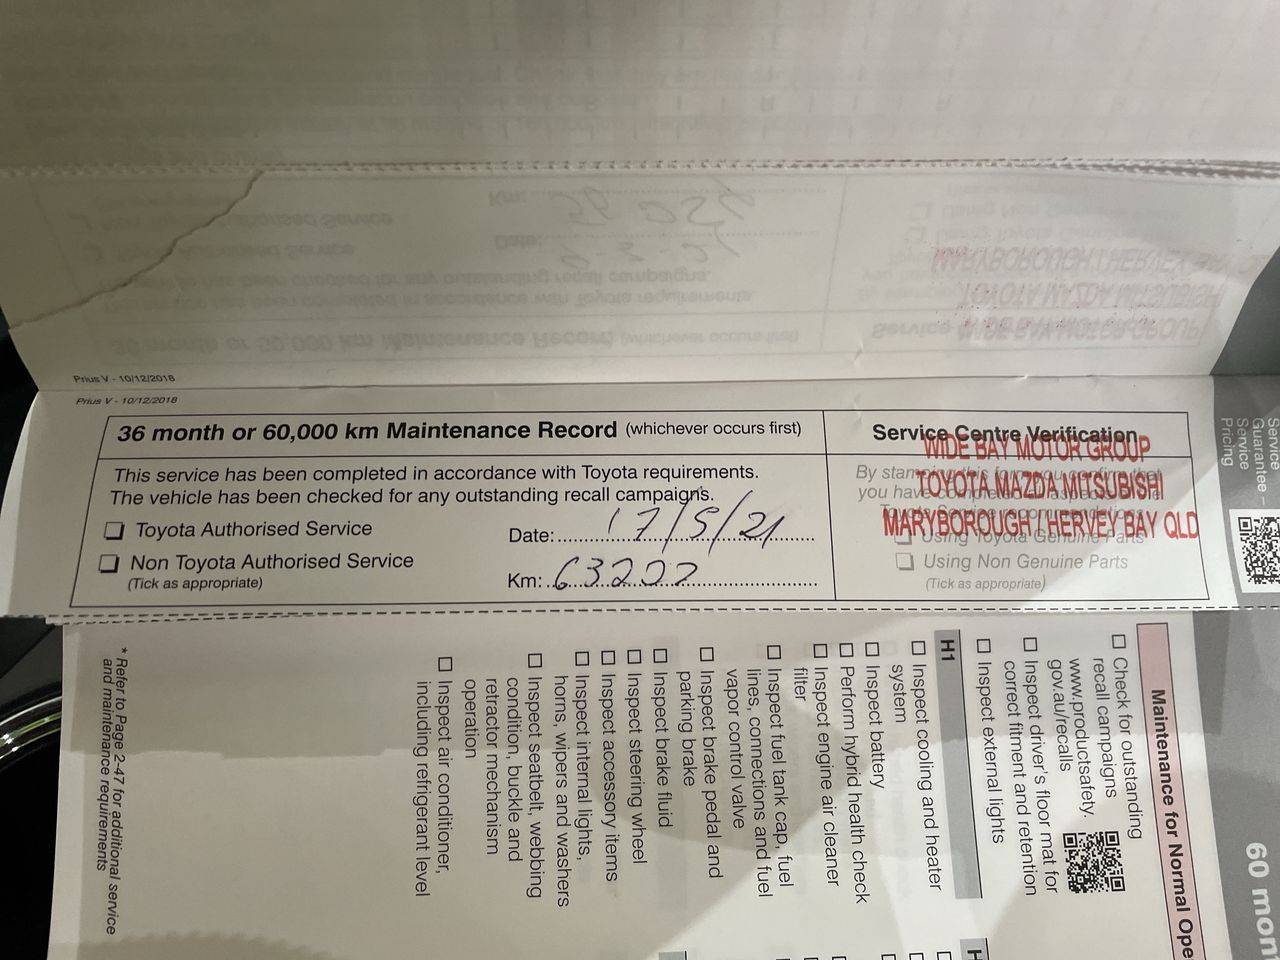 Prius V - 10/12/2018
Prius V - 10/12/2018
36 month or 60,000 km Maintenance Record (whichever occurs first)
This service has been completed in accordance with Toyota requirements.
The vehicle has been checked for any outstanding recall campaigns.
Toyota Authorised Service
Non Toyota Authorised Service
(Tick as appropriate)
Date: 17/5/21
Km: 63202
Service Centre Verification
WIDE BAY MOTOR GROUP
TOYOTA MAZDA MITSUBISHI
MARYBOROUGH / HERVEY BAY QLD
By stamping this form you confirm that
you have completed all aspects of the
Toyota Service recommendations
Using Toyota Genuine Parts
Using Non Genuine Parts
(Tick as appropriate)
Service
Guarantee –
Service
Pricing
60 mon
Maintenance for Normal Ope
Check for outstanding
recall campaigns
www.productsafety.
gov.au/recalls
Inspect driver's floor mat for
correct fitment and retention
Inspect external lights
H1
Inspect cooling and heater
system
Inspect battery
Perform hybrid health check
Inspect engine air cleaner
filter
Inspect fuel tank cap, fuel
lines, connections and fuel
vapor control valve
Inspect brake pedal and
parking brake
Inspect brake fluid
Inspect steering wheel
Inspect accessory items
Inspect internal lights,
horns, wipers and washers
Inspect seatbelt, webbing
condition, buckle and
retractor mechanism
operation
Inspect air conditioner,
including refrigerant level
* Refer to Page 2-47 for additional service
and maintenance requirements